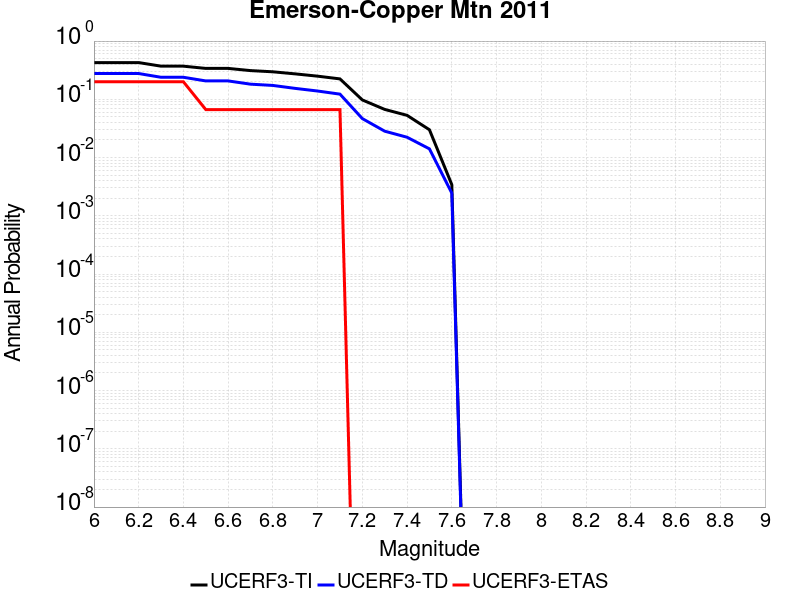 Emerson-Copper Mtn 2011
10^0
10^-1
10^-2
10^-3
10^-4
10^-5
10^-6
10^-7
10^-8
Annual Probability
6 6.2 6.4 6.6 6.8 7 7.2 7.4 7.6 7.8 8 8.2 8.4 8.6 8.8 9
Magnitude
UCERF3-TI UCERF3-TD UCERF3-ETAS